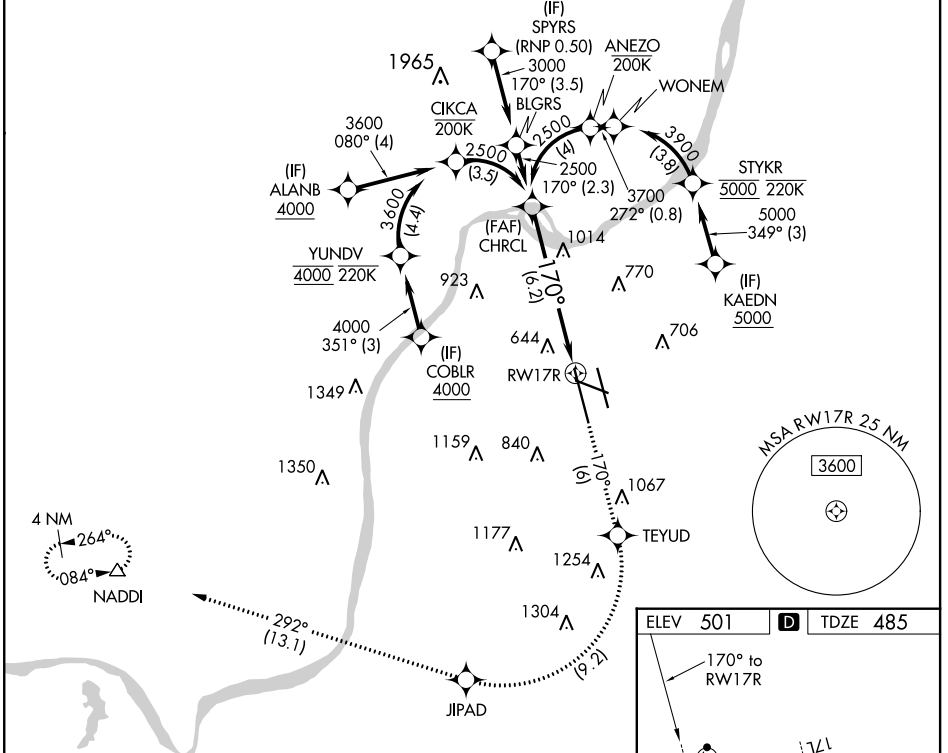 (IF)
SPYRS
(RNP 0.50)
3000
170° (3.5)
ANEZO
200K
WONEM
1965
BLGRS
CIKCA
200K
3600
080° (4)
2500
(3.5)
2500
(4)
3900
(3.8)
(IF)
ALANB
4000
2500
170° (2.3)
3700
272° (0.8)
STYKR
5000 220K
3600
(4.4)
(FAF)
CHRCL
1014
5000
349° (3)
YUNDV
4000 220K
923
170°
(6.2)
770
(IF)
KAEDN
5000
4000
351° (3)
(IF)
COBLR
4000
644
706
RW17R
1349
MSA RW17R 25 NM
3600
1159
840
1350
170°
(6)
1067
4 NM
264°
084°
NADDI
1177
TEYUD
1254
1304
292°
(13.1)
(9.2)
JIPAD
ELEV 501 D TDZE 485
170° to
RW17R
17L